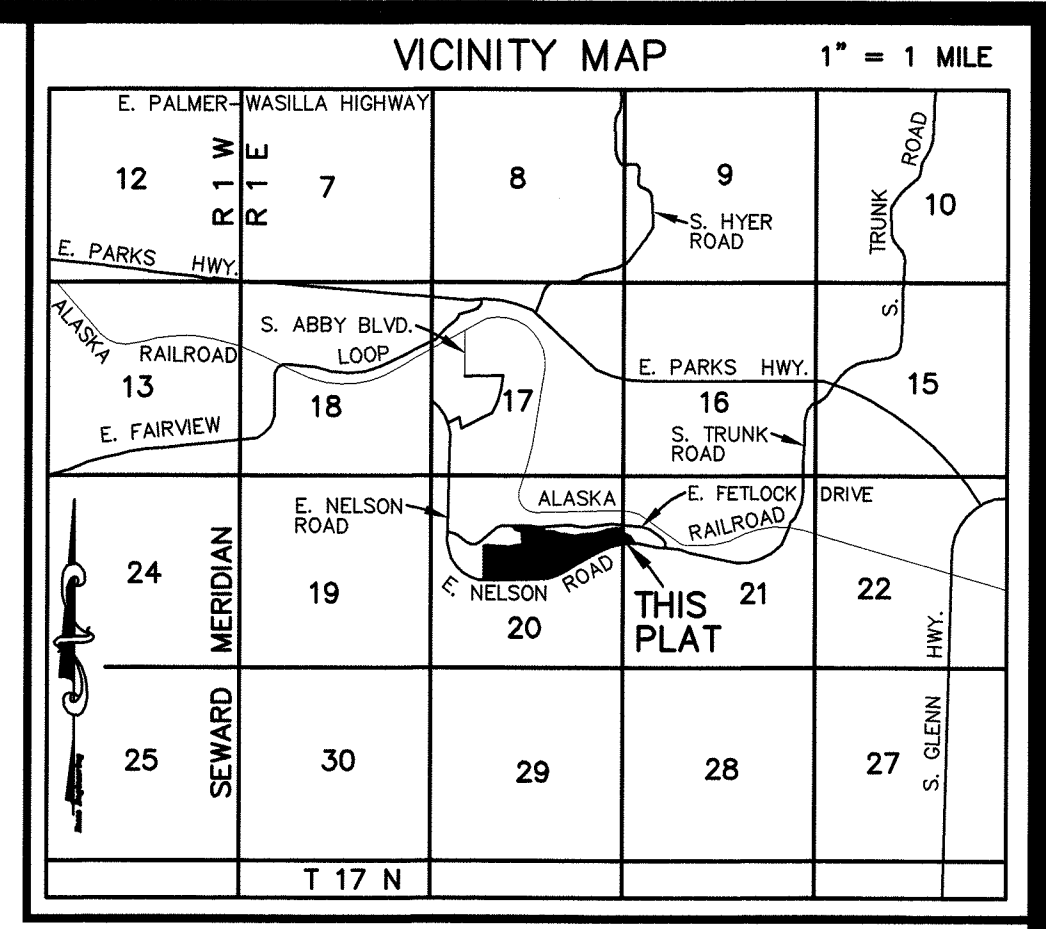 VICINITY MAP
1" = 1 MILE
E. PALMER-WASILLA HIGHWAY
12
R 1 W
R 1 E
7
8
9
10
TRUNK ROAD
S. HYER
ROAD
E. PARKS HWY.
S.
ALASKA
RAILROAD
S. ABBY BLVD.
LOOP
E. PARKS HWY.
13
18
17
16
15
E. FAIRVIEW
S. TRUNK
ROAD
E. NELSON
ROAD
ALASKA
E. FETLOCK DRIVE
RAILROAD
24
19
E. NELSON ROAD
20
THIS
PLAT
21
22
SEWARD MERIDIAN
S. GLENN HWY.
25
30
29
28
27
T 17 N